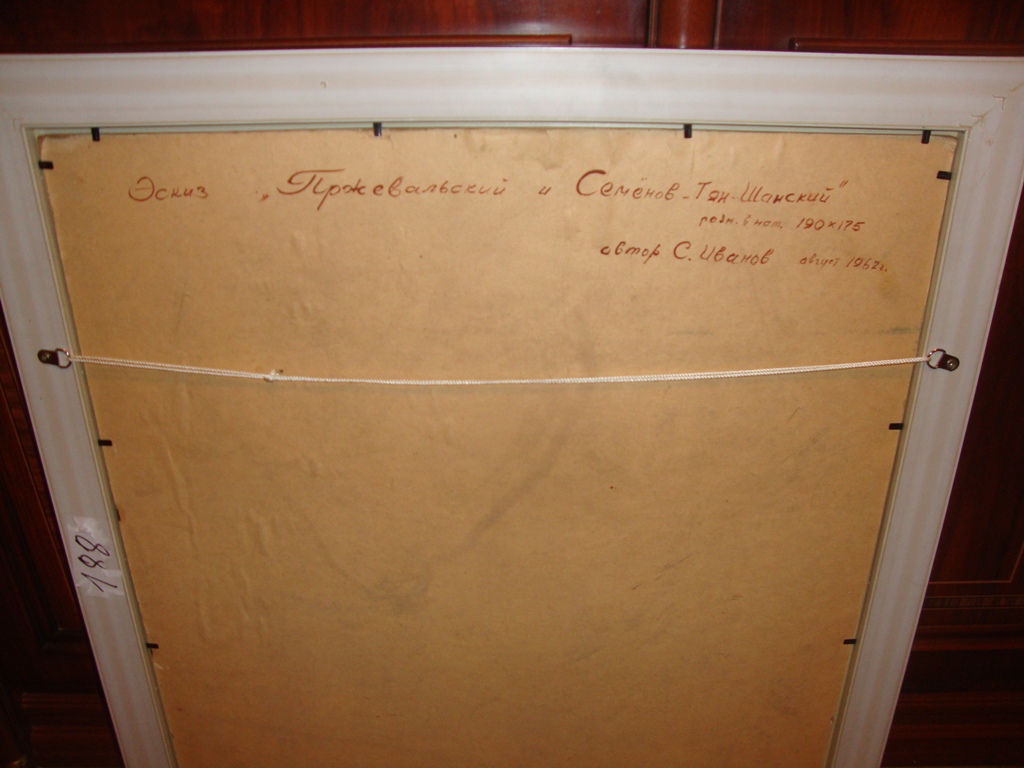 Эскиз „Пржевальский и Семёнов-Тян-Шанский"
разм. в нат. 190×175
автор С. Иванов август 1962г.
188